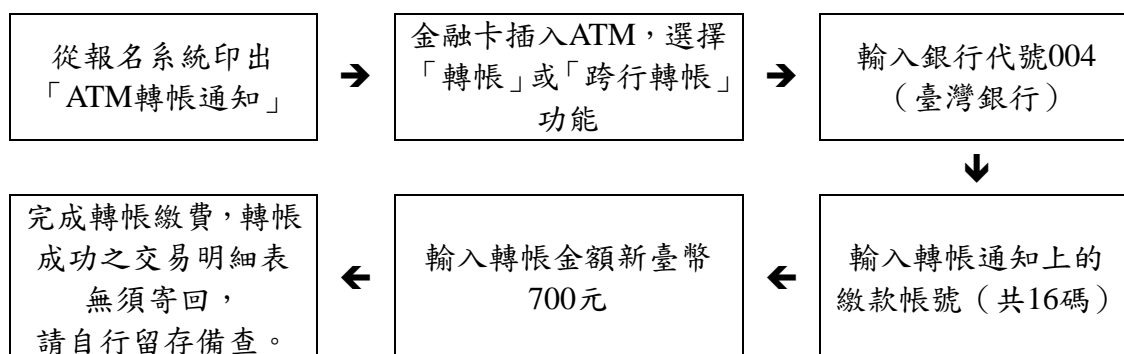 從報名系統印出
「ATM轉帳通知」
金融卡插入ATM，選擇
「轉帳」或「跨行轉帳」
功能
輸入銀行代號004
（臺灣銀行）
輸入轉帳通知上的
繳款帳號（共16碼）
輸入轉帳金額新臺幣
700元
完成轉帳繳費，轉帳
成功之交易明細表
無須寄回，
請自行留存備查。